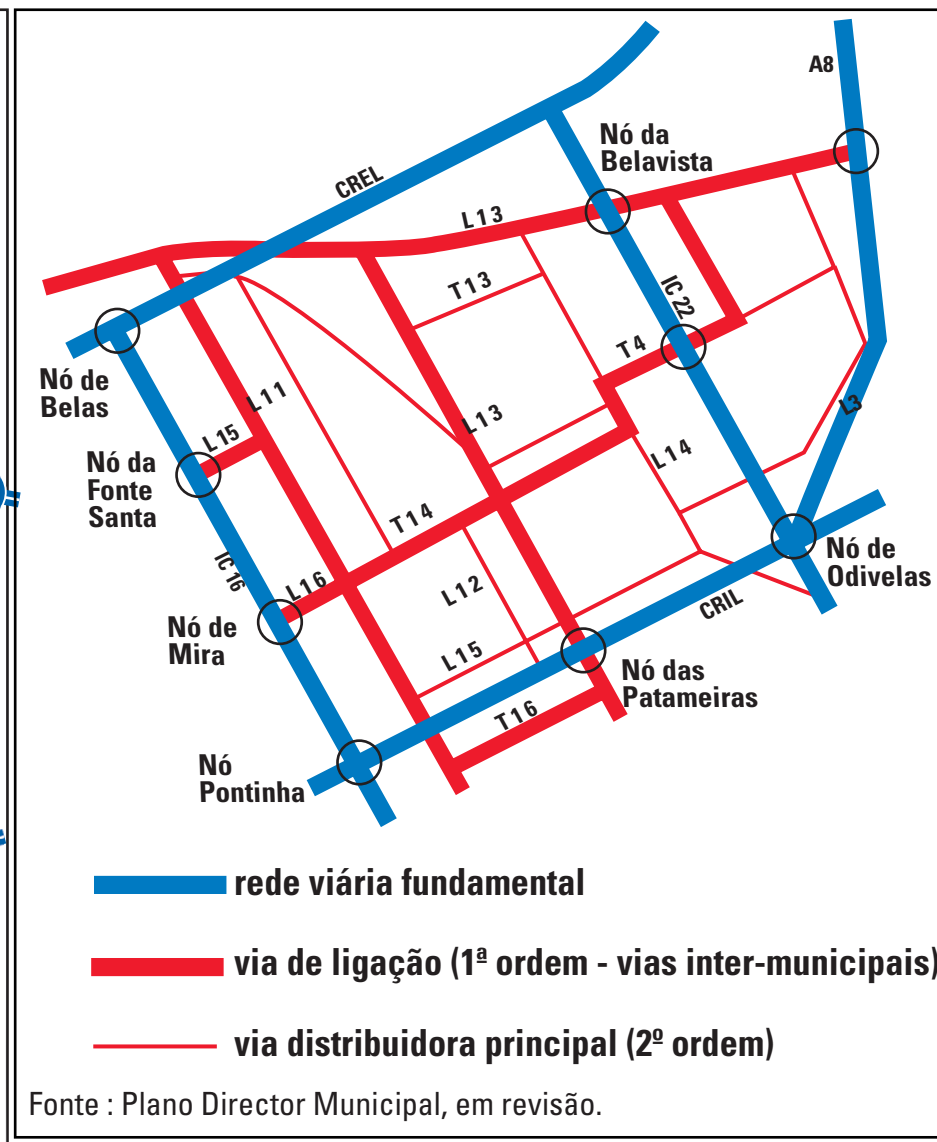 A8
Nó da
Belavista
CREL
L13
T13
IC 22
T4
Nó de
Belas
L11
L15
L13
L3
Nó da
Fonte
Santa
L14
T14
IC 16
L16
L12
Nó de
Odivelas
Nó de
Mira
CRIL
L15
Nó das
Patameiras
T16
Nó
Pontinha
rede viária fundamental
via de ligação (1ª ordem - vias inter-municipais)
via distribuidora principal (2º ordem)
Fonte : Plano Director Municipal, em revisão.